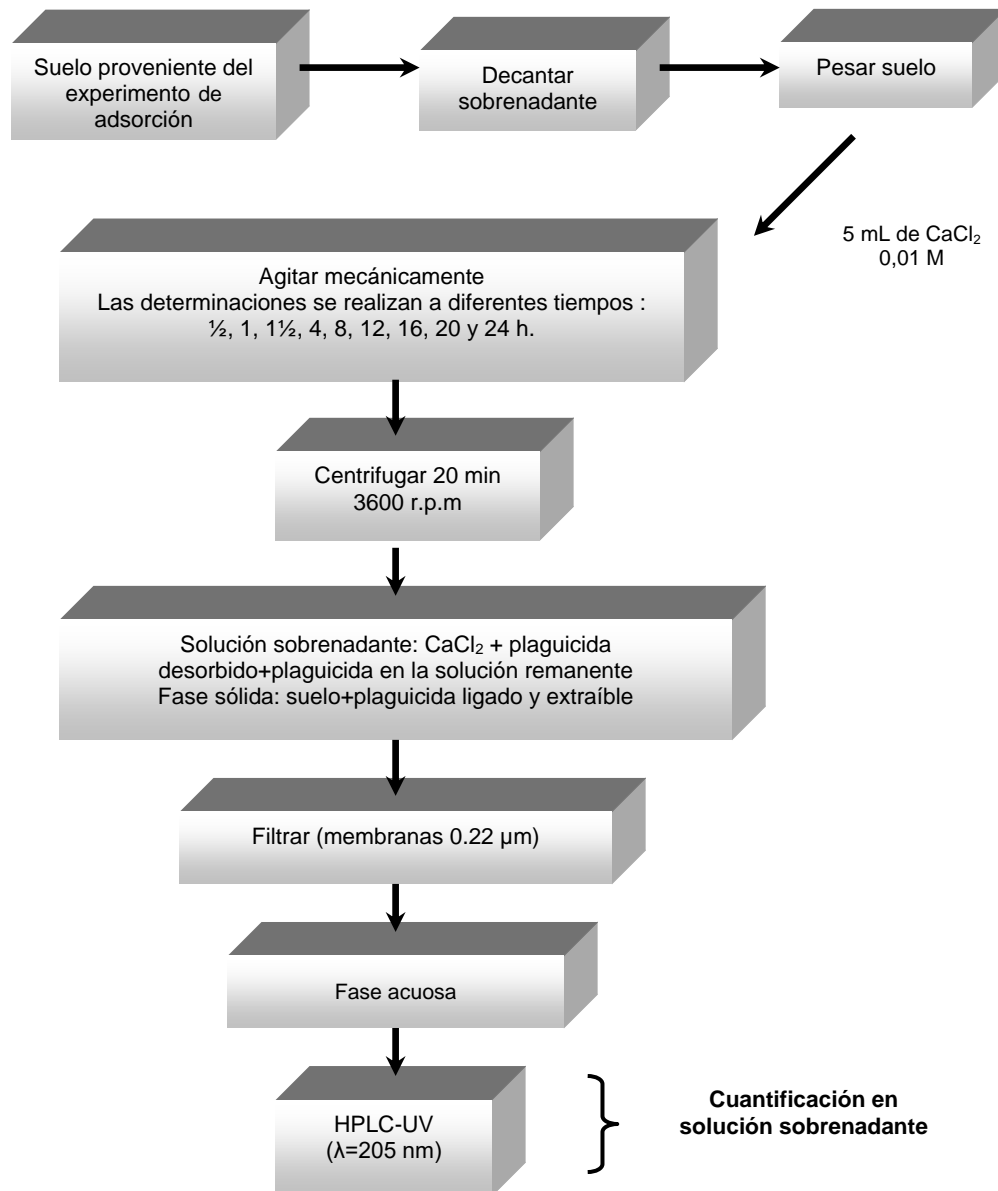 Suelo proveniente del
experimento de
adsorción
Decantar
sobrenadante
Pesar suelo
5 mL de CaCl₂
0,01 M
Agitar mecánicamente
Las determinaciones se realizan a diferentes tiempos :
½, 1, 1½, 4, 8, 12, 16, 20 y 24 h.
Centrifugar 20 min
3600 r.p.m
Solución sobrenadante: CaCl₂ + plaguicida
desorbido+plaguicida en la solución remanente
Fase sólida: suelo+plaguicida ligado y extraíble
Filtrar (membranas 0.22 µm)
Fase acuosa
HPLC-UV
(λ=205 nm)
Cuantificación en
solución sobrenadante